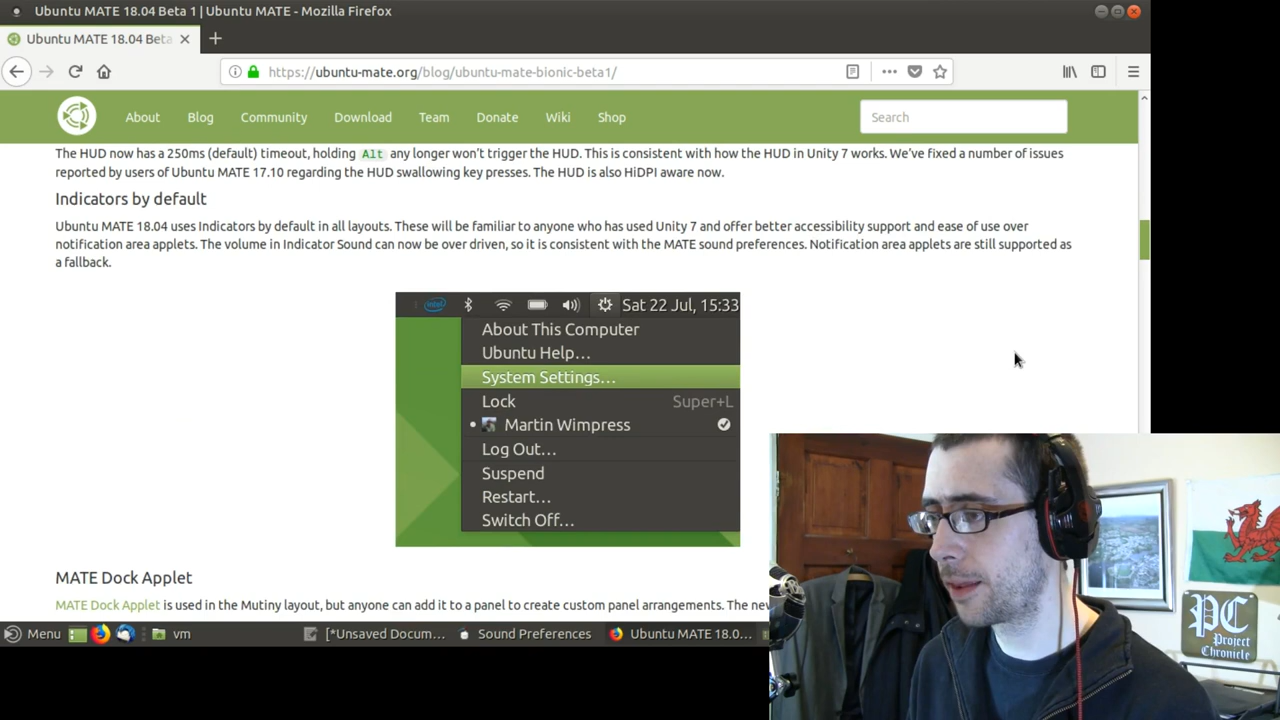 Ubuntu MATE 18.04 Beta 1 | Ubuntu MATE - Mozilla Firefox
Ubuntu MATE 18.04 Beta
https://ubuntu-mate.org/blog/ubuntu-mate-bionic-beta1/
About Blog Community Download Team Donate Wiki Shop Search
The HUD now has a 250ms (default) timeout, holding Alt any longer won't trigger the HUD. This is consistent with how the HUD in Unity 7 works. We've fixed a number of issues
reported by users of Ubuntu MATE 17.10 regarding the HUD swallowing key presses. The HUD is also HiDPI aware now.
Indicators by default
Ubuntu MATE 18.04 uses Indicators by default in all layouts. These will be familiar to anyone who has used Unity 7 and offer better accessibility support and ease of use over
notification area applets. The volume in Indicator Sound can now be over driven, so it is consistent with the MATE sound preferences. Notification area applets are still supported as
a fallback.
intel Sat 22 Jul, 15:33
About This Computer
Ubuntu Help…
System Settings…
Lock Super+L
Martin Wimpress
Log Out…
Suspend
Restart…
Switch Off…
MATE Dock Applet
MATE Dock Applet is used in the Mutiny layout, but anyone can add it to a panel to create custom panel arrangements. The new
Menu vm [*Unsaved Docum... Sound Preferences Ubuntu MATE 18.0...
PC
Project
Chronicle